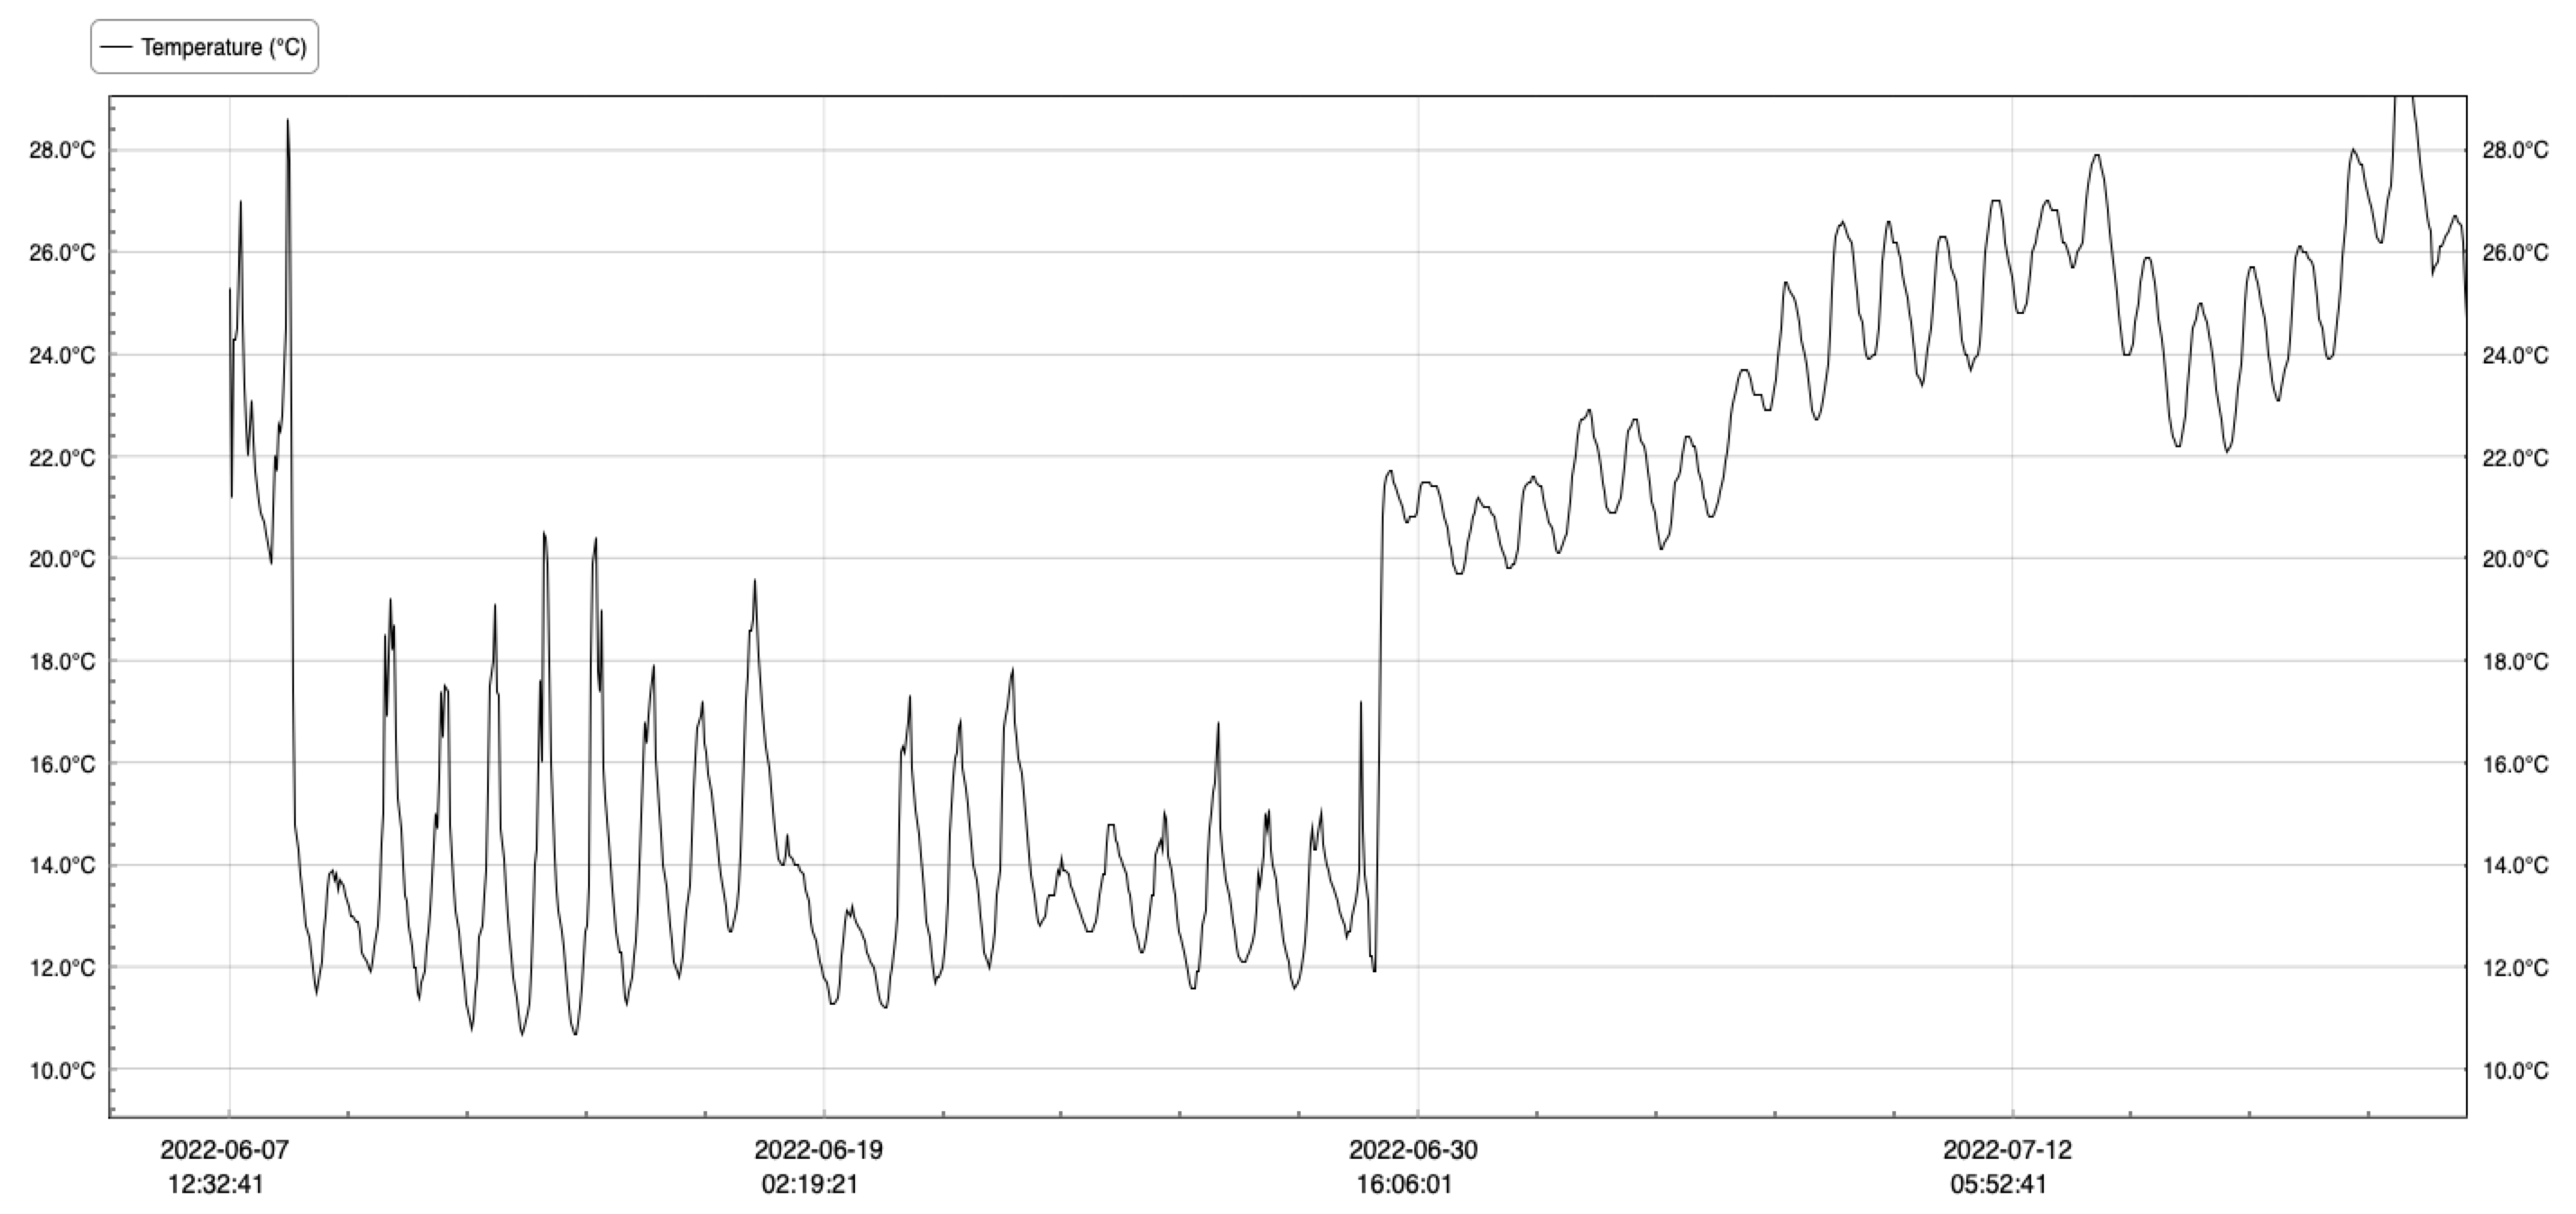 Temperature (°C)
28.0°C 28.0°C
26.0°C 26.0°C
24.0°C 24.0°C
22.0°C 22.0°C
20.0°C 20.0°C
18.0°C 18.0°C
16.0°C 16.0°C
14.0°C 14.0°C
12.0°C 12.0°C
10.0°C 10.0°C
2022-06-07 2022-06-19 2022-06-30 2022-07-12
12:32:41 02:19:21 16:06:01 05:52:41